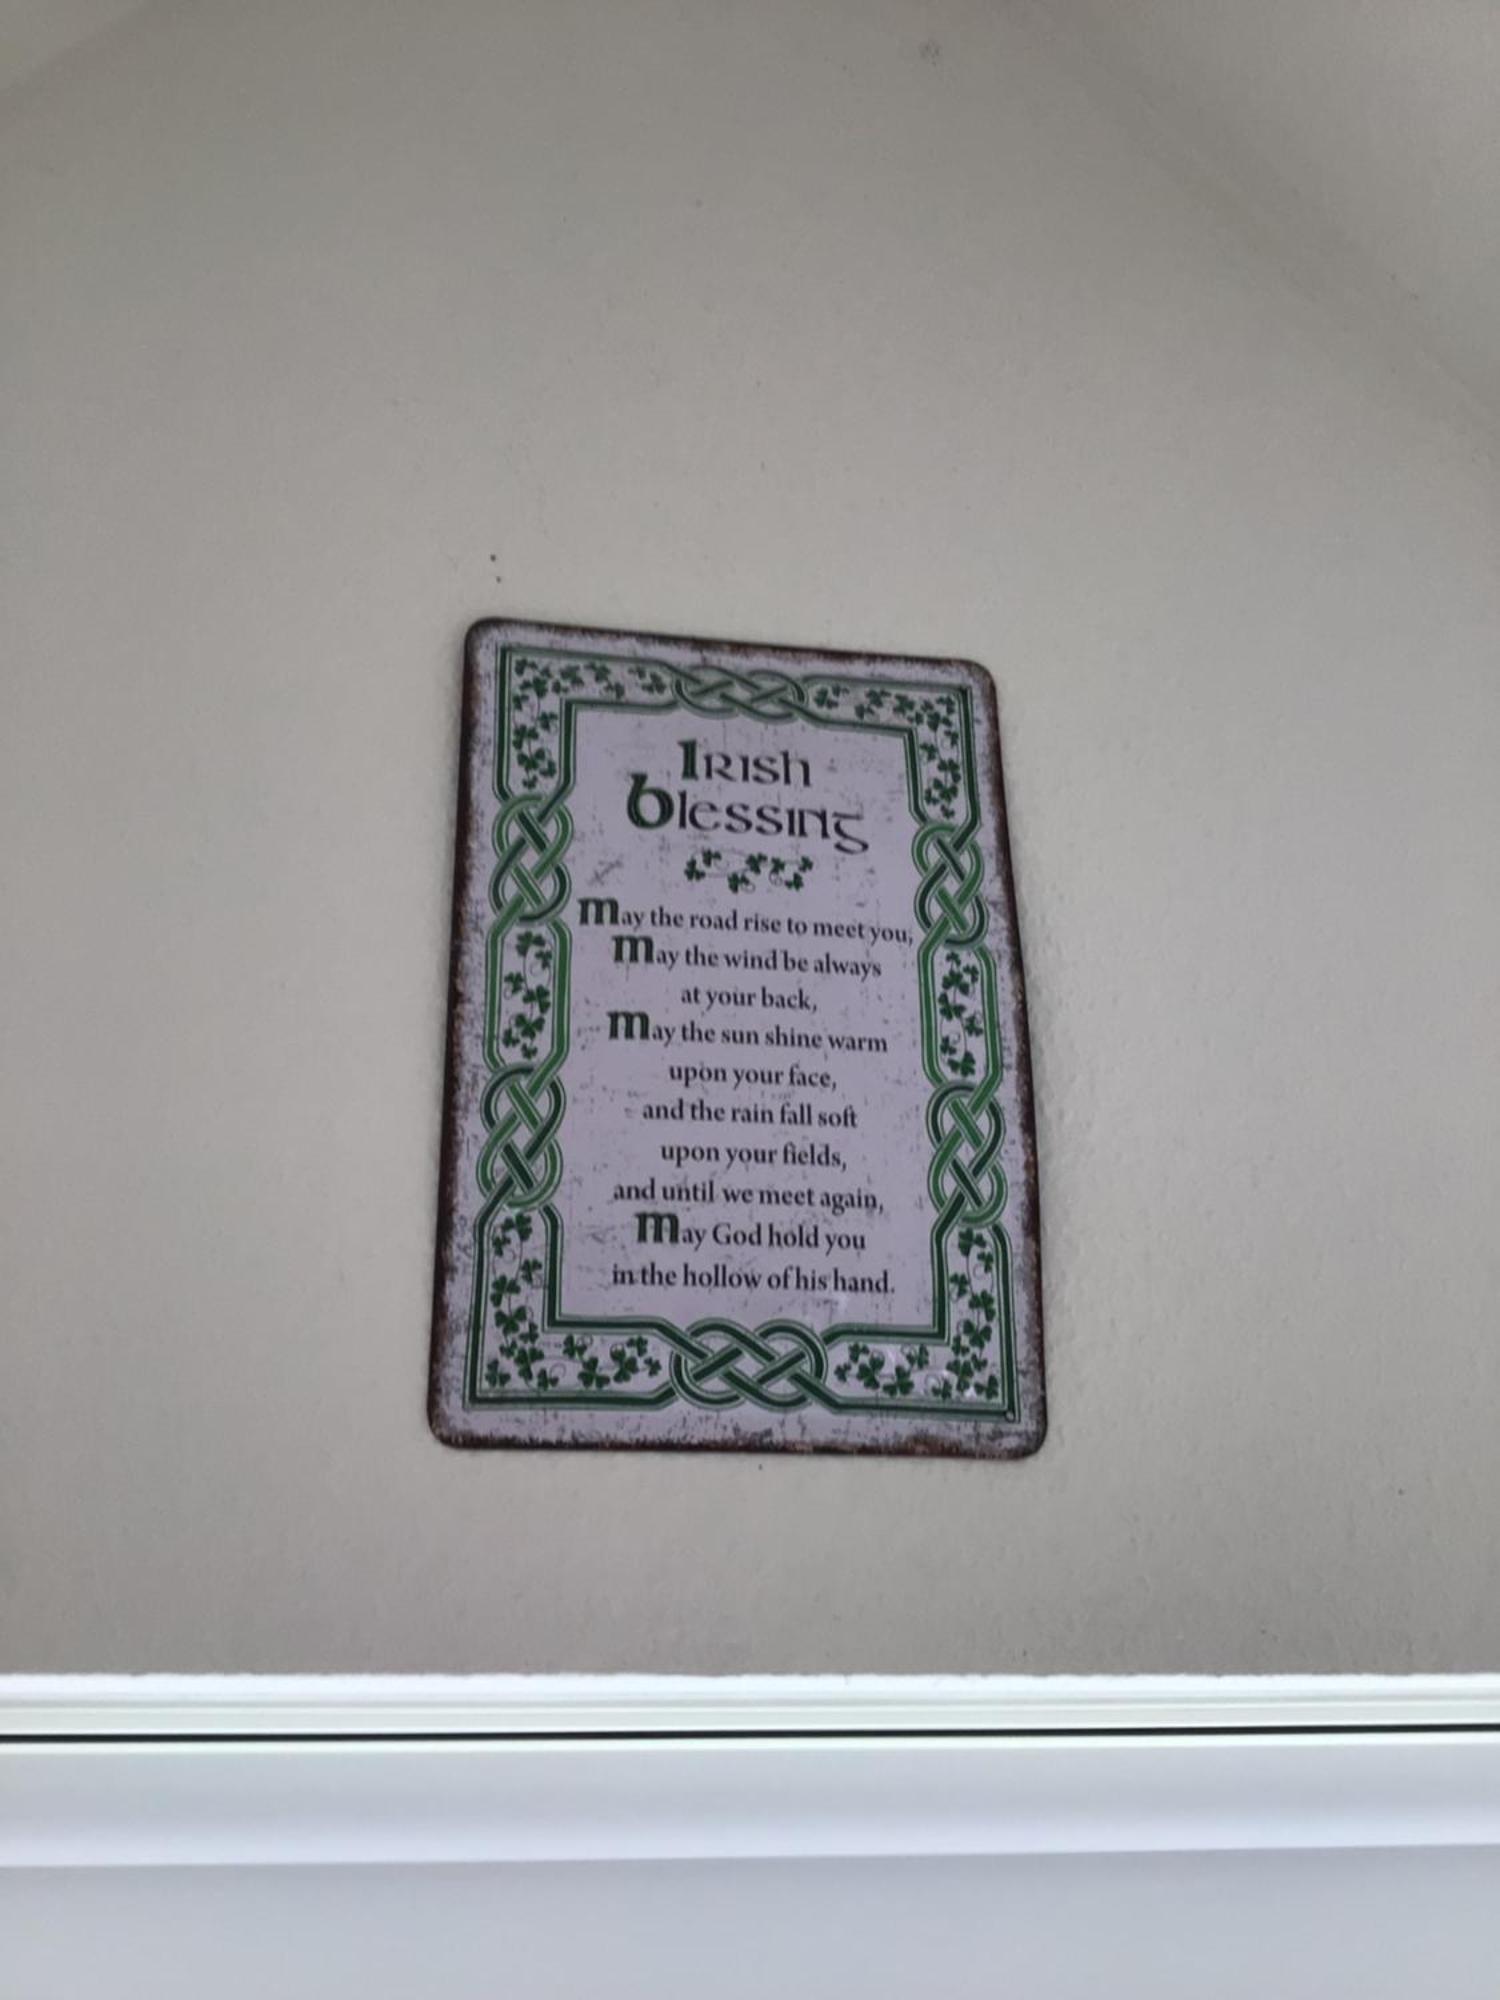 Irish
Blessing
May the road rise to meet you,
May the wind be always
at your back,
May the sun shine warm
upon your face,
and the rain fall soft
upon your fields,
and until we meet again,
May God hold you
in the hollow of his hand.